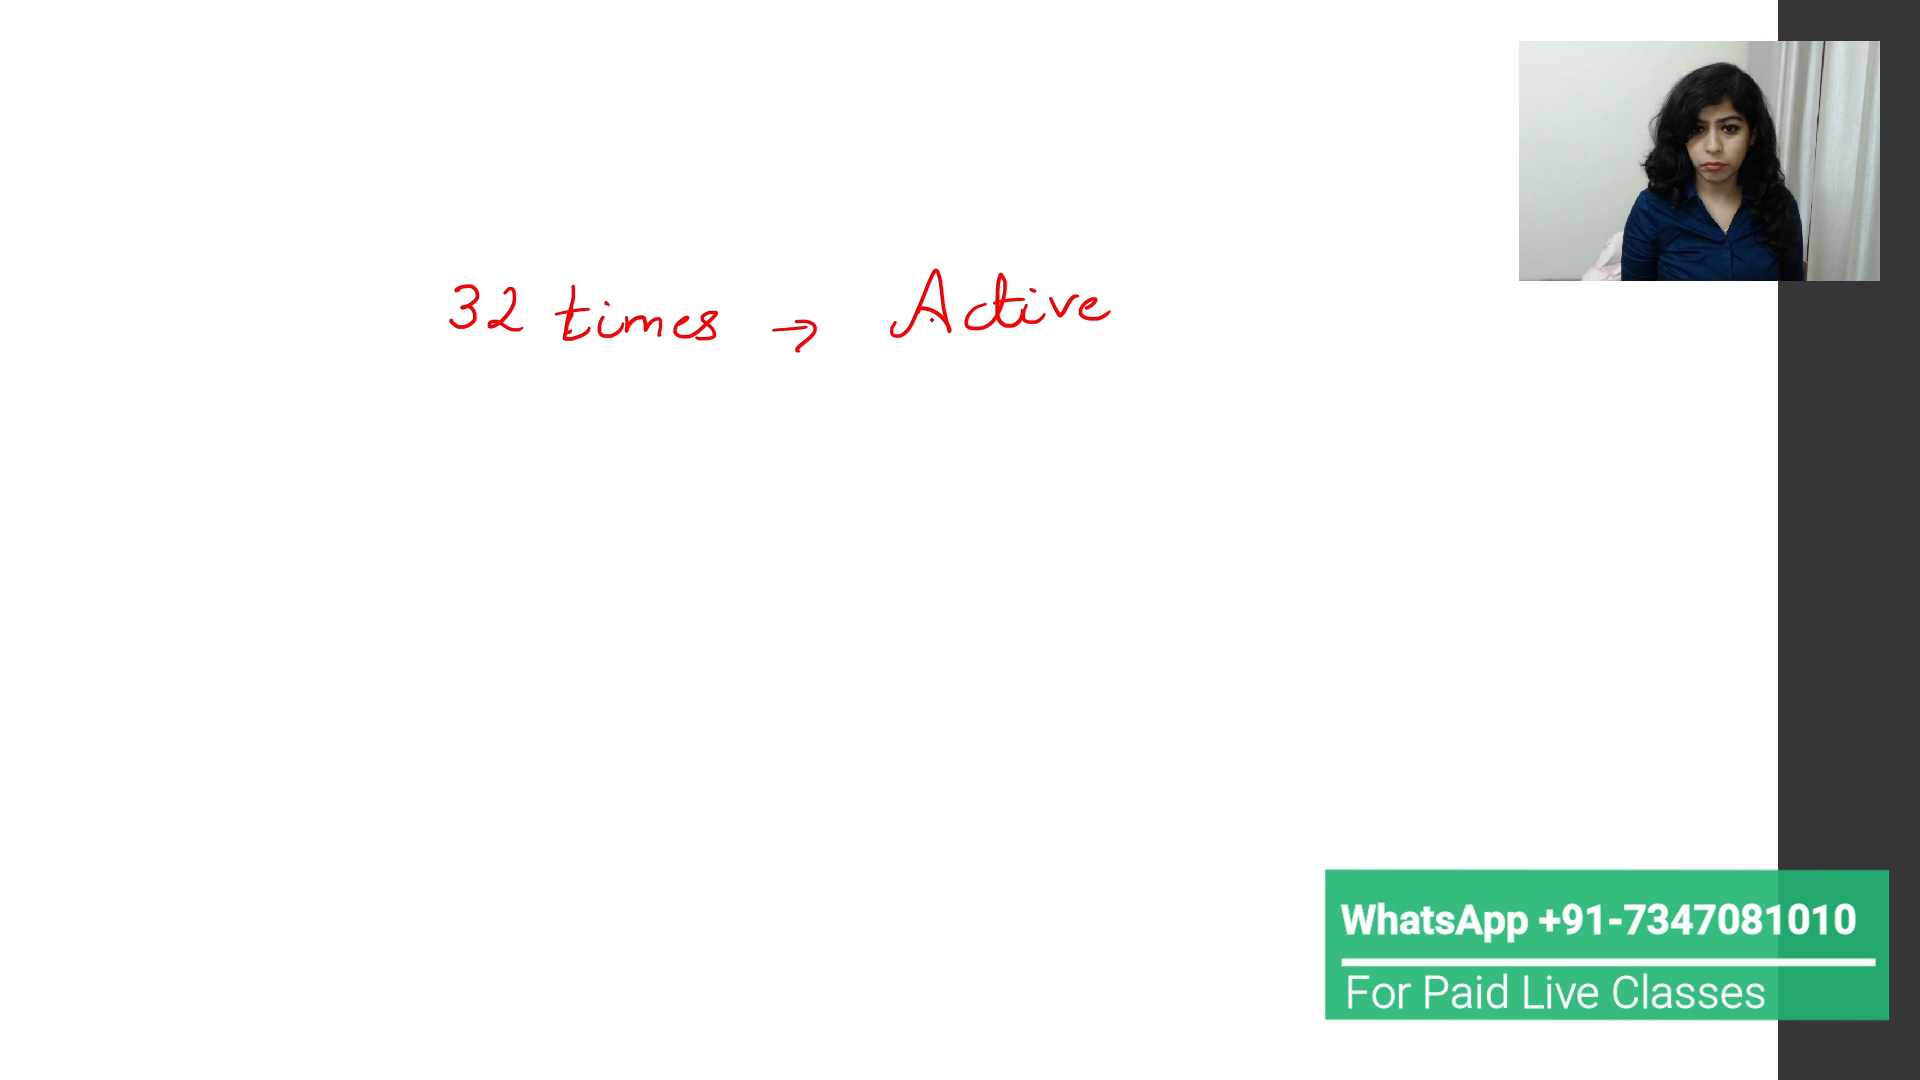 32 times → Active
WhatsApp +91-7347081010
For Paid Live Classes